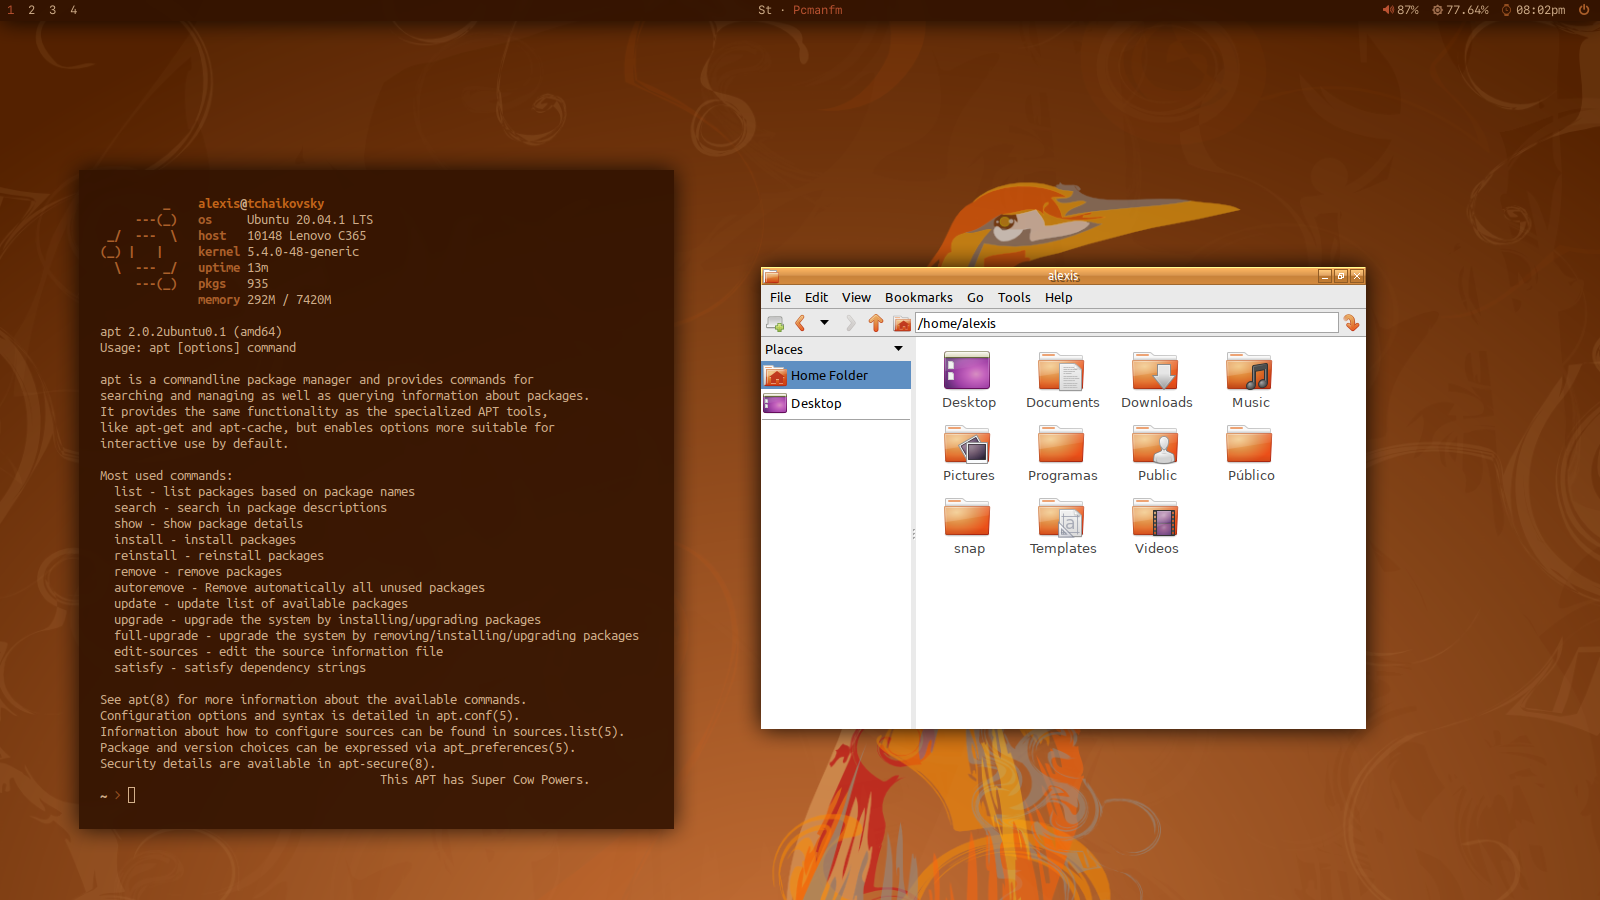 1 2 3 4
St · Pcmanfm
87% 77.64% 08:02pm
alexis@tchaikovsky
os Ubuntu 20.04.1 LTS
host 10148 Lenovo C365
kernel 5.4.0-48-generic
uptime 13m
pkgs 935
memory 292M / 7420M
apt 2.0.2ubuntu0.1 (amd64)
Usage: apt [options] command
apt is a commandline package manager and provides commands for
searching and managing as well as querying information about packages.
It provides the same functionality as the specialized APT tools,
like apt-get and apt-cache, but enables options more suitable for
interactive use by default.
Most used commands:
list - list packages based on package names
search - search in package descriptions
show - show package details
install - install packages
reinstall - reinstall packages
remove - remove packages
autoremove - Remove automatically all unused packages
update - update list of available packages
upgrade - upgrade the system by installing/upgrading packages
full-upgrade - upgrade the system by removing/installing/upgrading packages
edit-sources - edit the source information file
satisfy - satisfy dependency strings
See apt(8) for more information about the available commands.
Configuration options and syntax is detailed in apt.conf(5).
Information about how to configure sources can be found in sources.list(5).
Package and version choices can be expressed via apt_preferences(5).
Security details are available in apt-secure(8).
This APT has Super Cow Powers.
~ >
alexis
File Edit View Bookmarks Go Tools Help
/home/alexis
Places
Home Folder
Desktop
Desktop Documents Downloads Music
Pictures Programas Public Público
snap Templates Videos